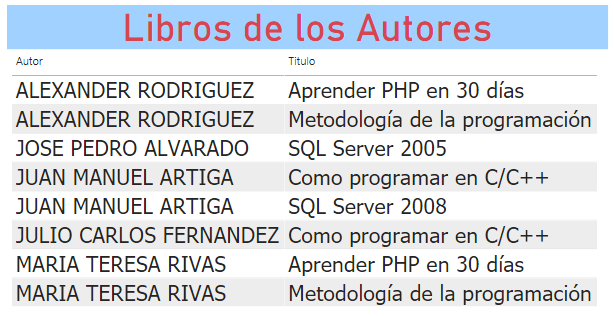 Libros de los Autores
Autor Titulo
ALEXANDER RODRIGUEZ Aprender PHP en 30 días
ALEXANDER RODRIGUEZ Metodología de la programación
JOSE PEDRO ALVARADO SQL Server 2005
JUAN MANUEL ARTIGA Como programar en C/C++
JUAN MANUEL ARTIGA SQL Server 2008
JULIO CARLOS FERNANDEZ Como programar en C/C++
MARIA TERESA RIVAS Aprender PHP en 30 días
MARIA TERESA RIVAS Metodología de la programación